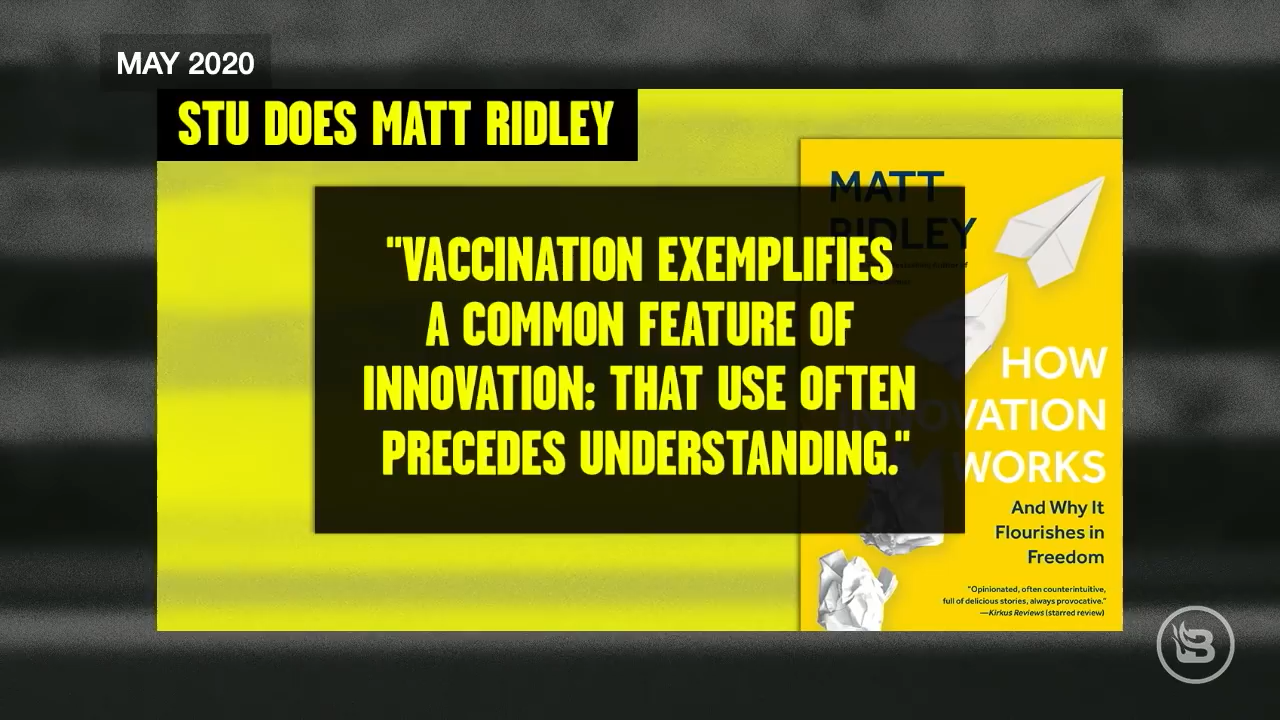 MAY 2020
STU DOES MATT RIDLEY
"VACCINATION EXEMPLIFIES
A COMMON FEATURE OF
INNOVATION: THAT USE OFTEN
PRECEDES UNDERSTANDING."
MATT
RIDLEY
HOW
INNOVATION
WORKS
And Why It
Flourishes in
Freedom
"Opinionated, often counterintuitive,
full of delicious stories, always provocative."
—Kirkus Reviews (starred review)
B